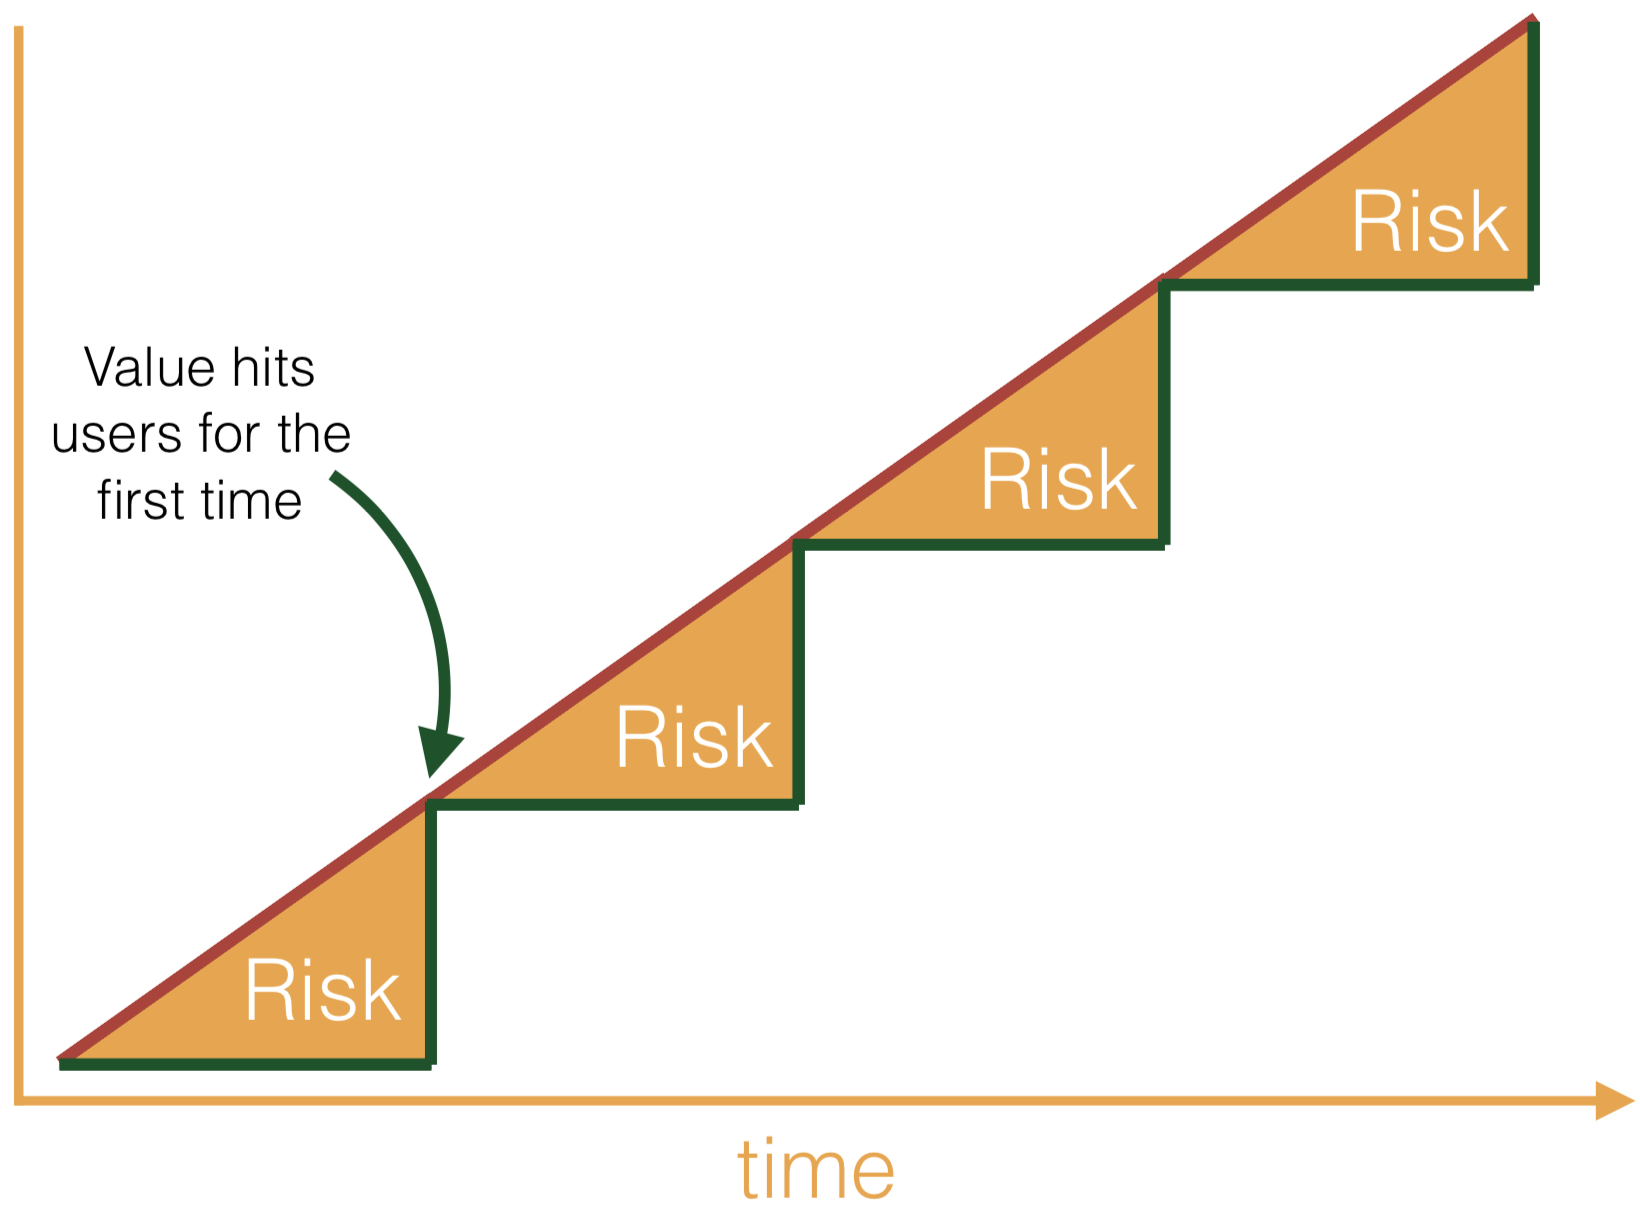 Risk
Value hits
users for the
first time
Risk
Risk
Risk
time